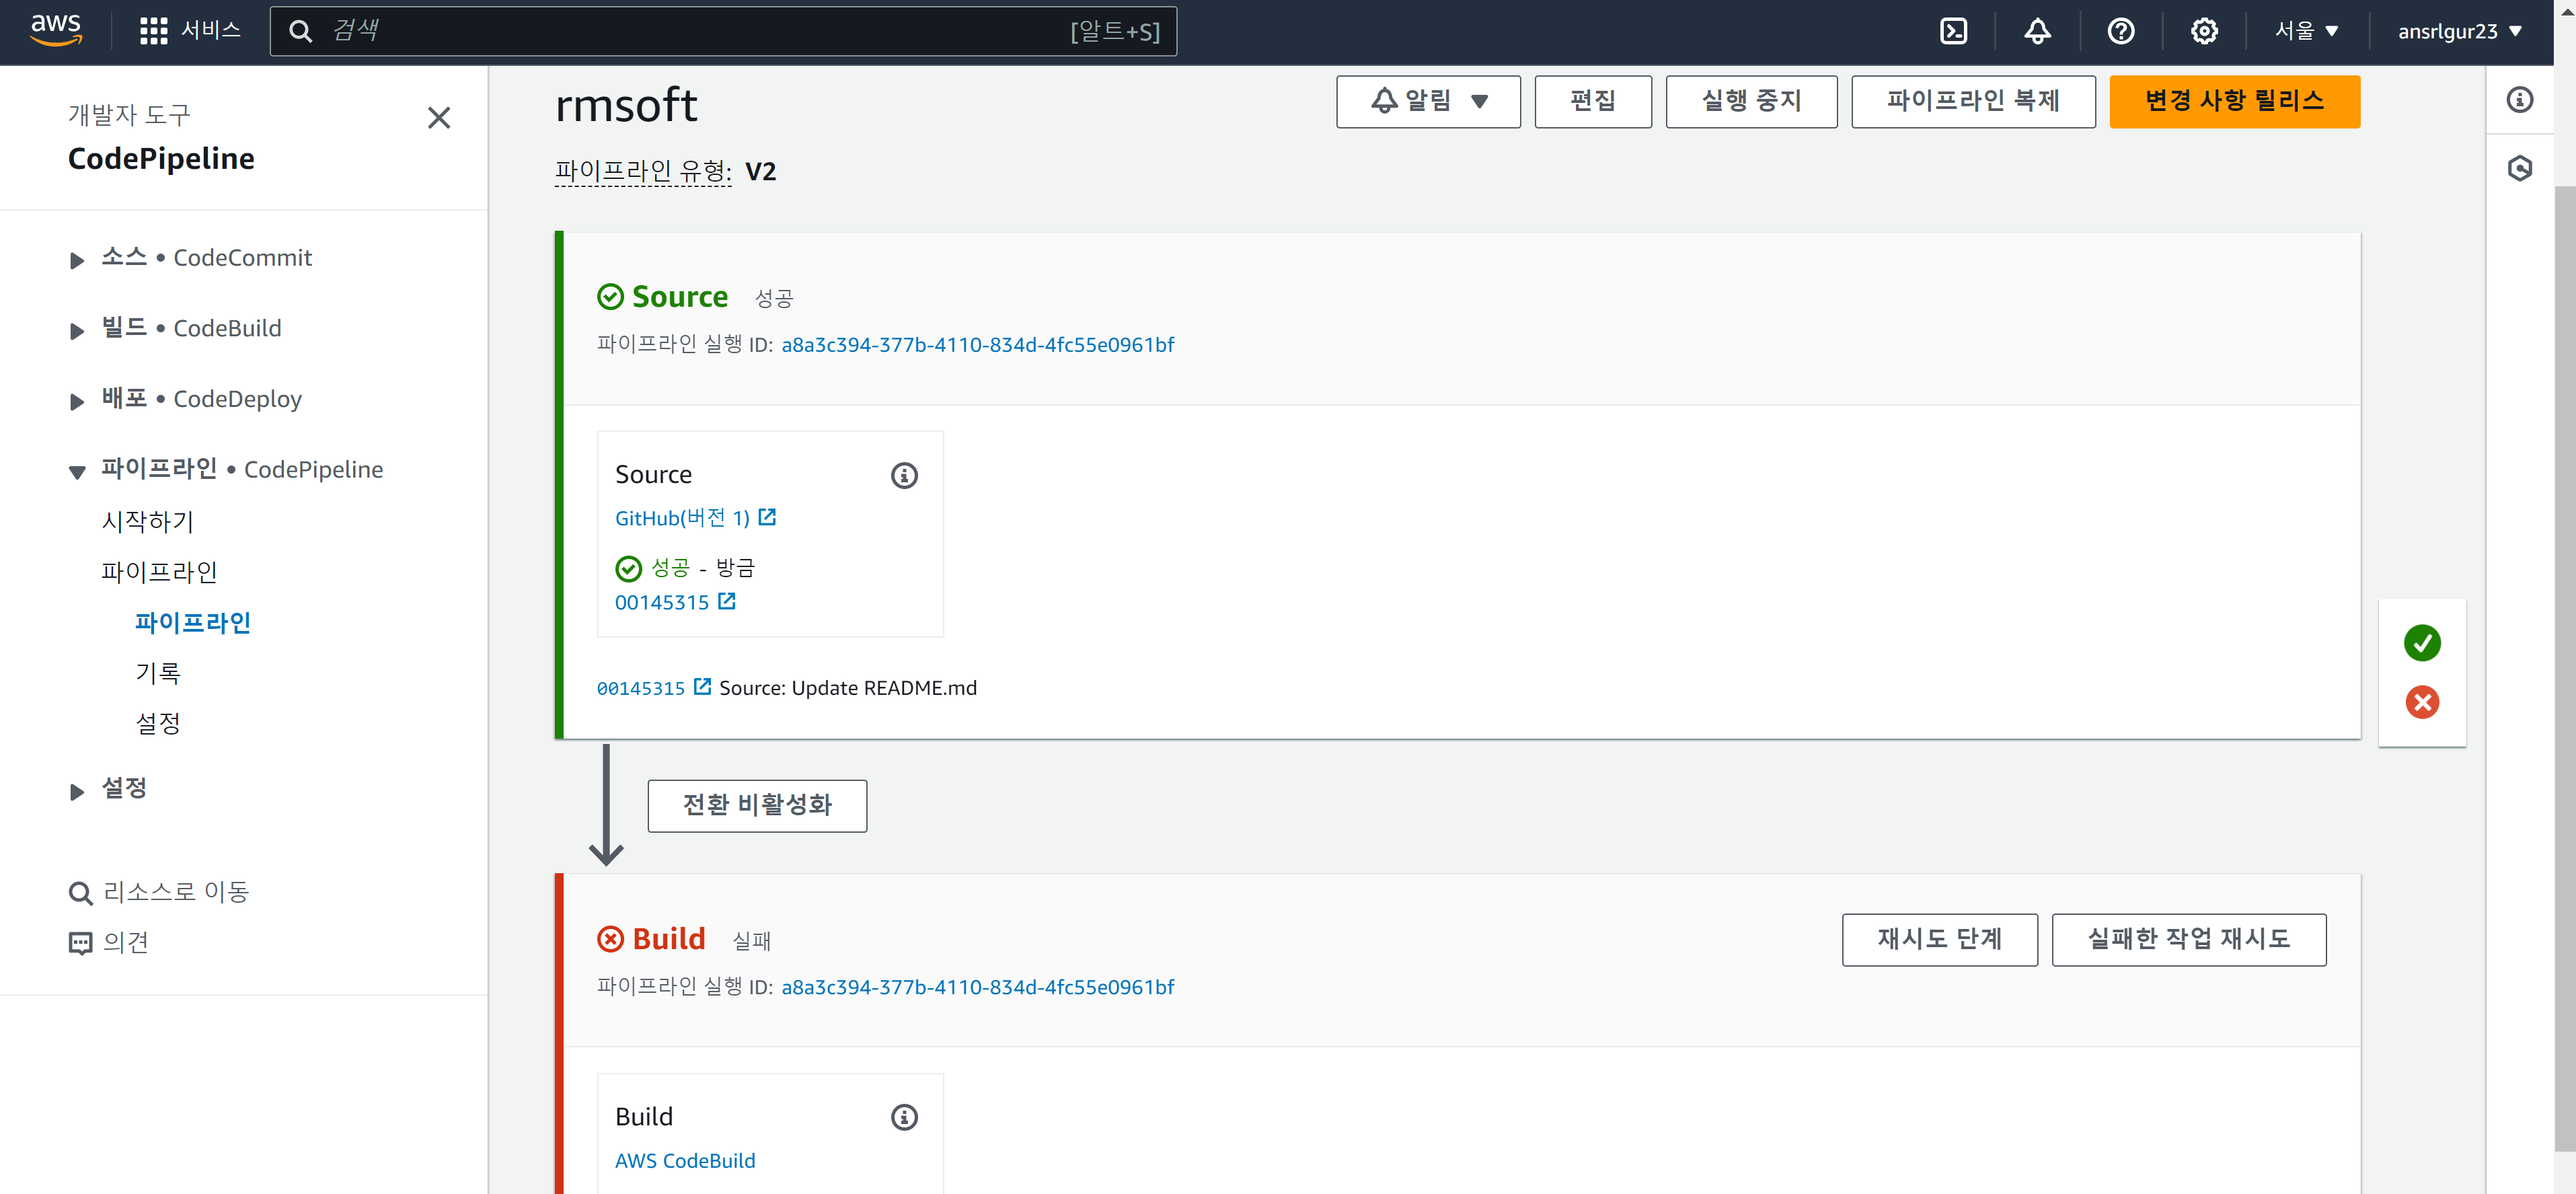 aws
서비스
검색
[알트+S]
서울
ansrlgur23
개발자 도구
CodePipeline
소스 • CodeCommit
빌드 • CodeBuild
배포 • CodeDeploy
파이프라인 • CodePipeline
시작하기
파이프라인
파이프라인
기록
설정
설정
리소스로 이동
의견
rmsoft
알림
편집
실행 중지
파이프라인 복제
변경 사항 릴리스
파이프라인 유형: V2
Source 성공
파이프라인 실행 ID: a8a3c394-377b-4110-834d-4fc55e0961bf
Source
GitHub(버전 1)
성공 - 방금
00145315
00145315 Source: Update README.md
전환 비활성화
Build 실패
재시도 단계
실패한 작업 재시도
파이프라인 실행 ID: a8a3c394-377b-4110-834d-4fc55e0961bf
Build
AWS CodeBuild